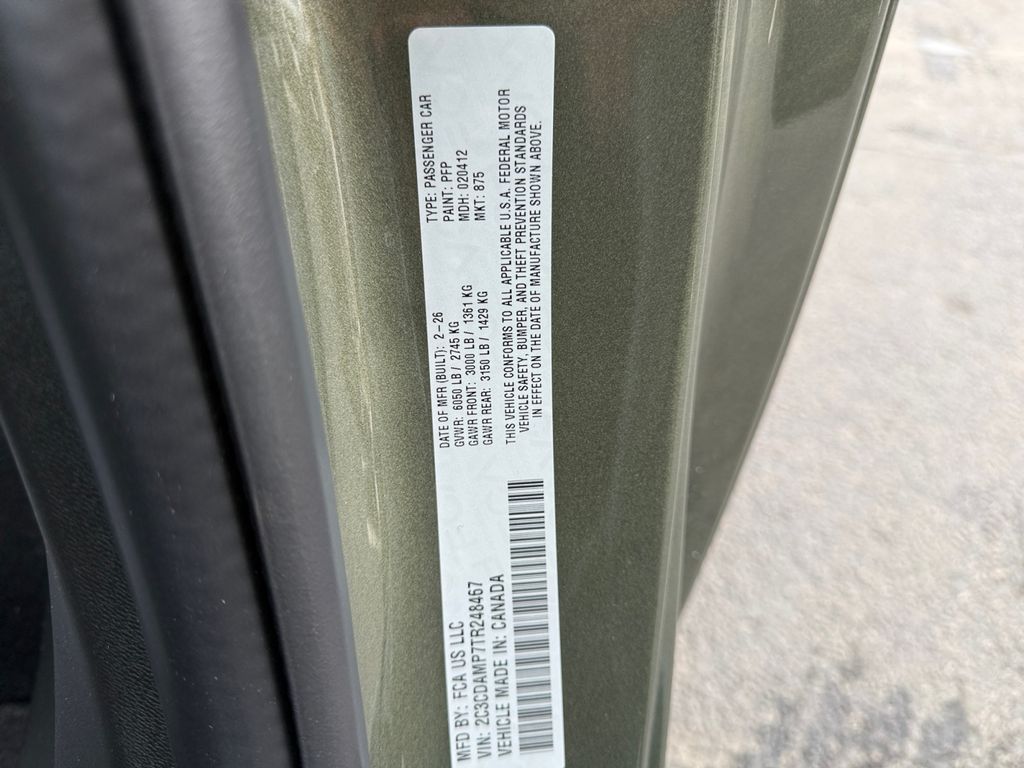 MFD BY: FCA US LLC
VIN: 2C3CDAMP7TR248467
VEHICLE MADE IN: CANADA
DATE OF MFR (BUILT): 2-26
GVWR: 6050 LB / 2745 KG
GAWR FRONT: 3000 LB / 1361 KG
GAWR REAR: 3150 LB / 1429 KG
TYPE: PASSENGER CAR
PAINT: PFP
MDH: 020412
MKT: 875
THIS VEHICLE CONFORMS TO ALL APPLICABLE U.S.A. FEDERAL MOTOR
VEHICLE SAFETY, BUMPER, AND THEFT PREVENTION STANDARDS
IN EFFECT ON THE DATE OF MANUFACTURE SHOWN ABOVE.